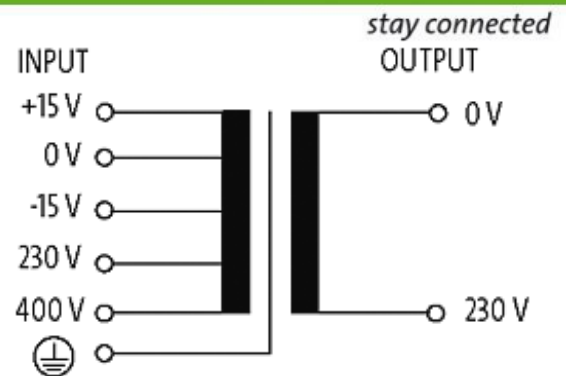 stay connected
INPUT
OUTPUT
+15 V
0 V
0 V
-15 V
230 V
400 V
230 V